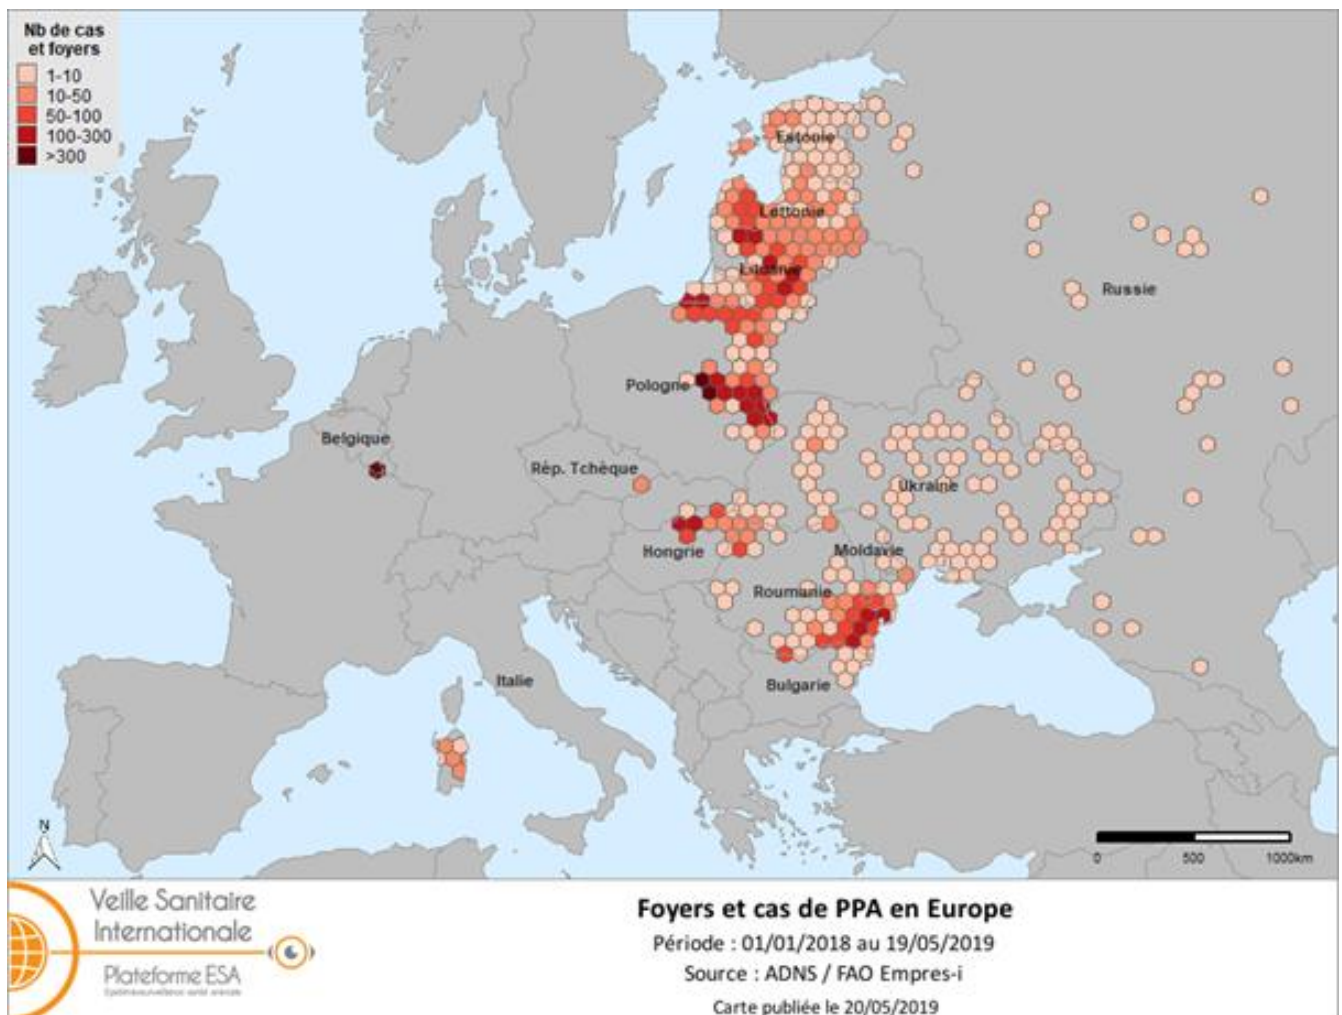 Nb de cas
et foyers
1-10
10-50
50-100
100-300
>300
Estonie
Lettonie
Lituanie
Russie
Pologne
Belgique
Rép. Tchèque
Ukraine
Hongrie
Moldavie
Roumanie
Italie
Bulgarie
N
0 500 1000km
Veille Sanitaire
Internationale
Plateforme ESA
Foyers et cas de PPA en Europe
Période : 01/01/2018 au 19/05/2019
Source : ADNS / FAO Empres-i
Carte publiée le 20/05/2019